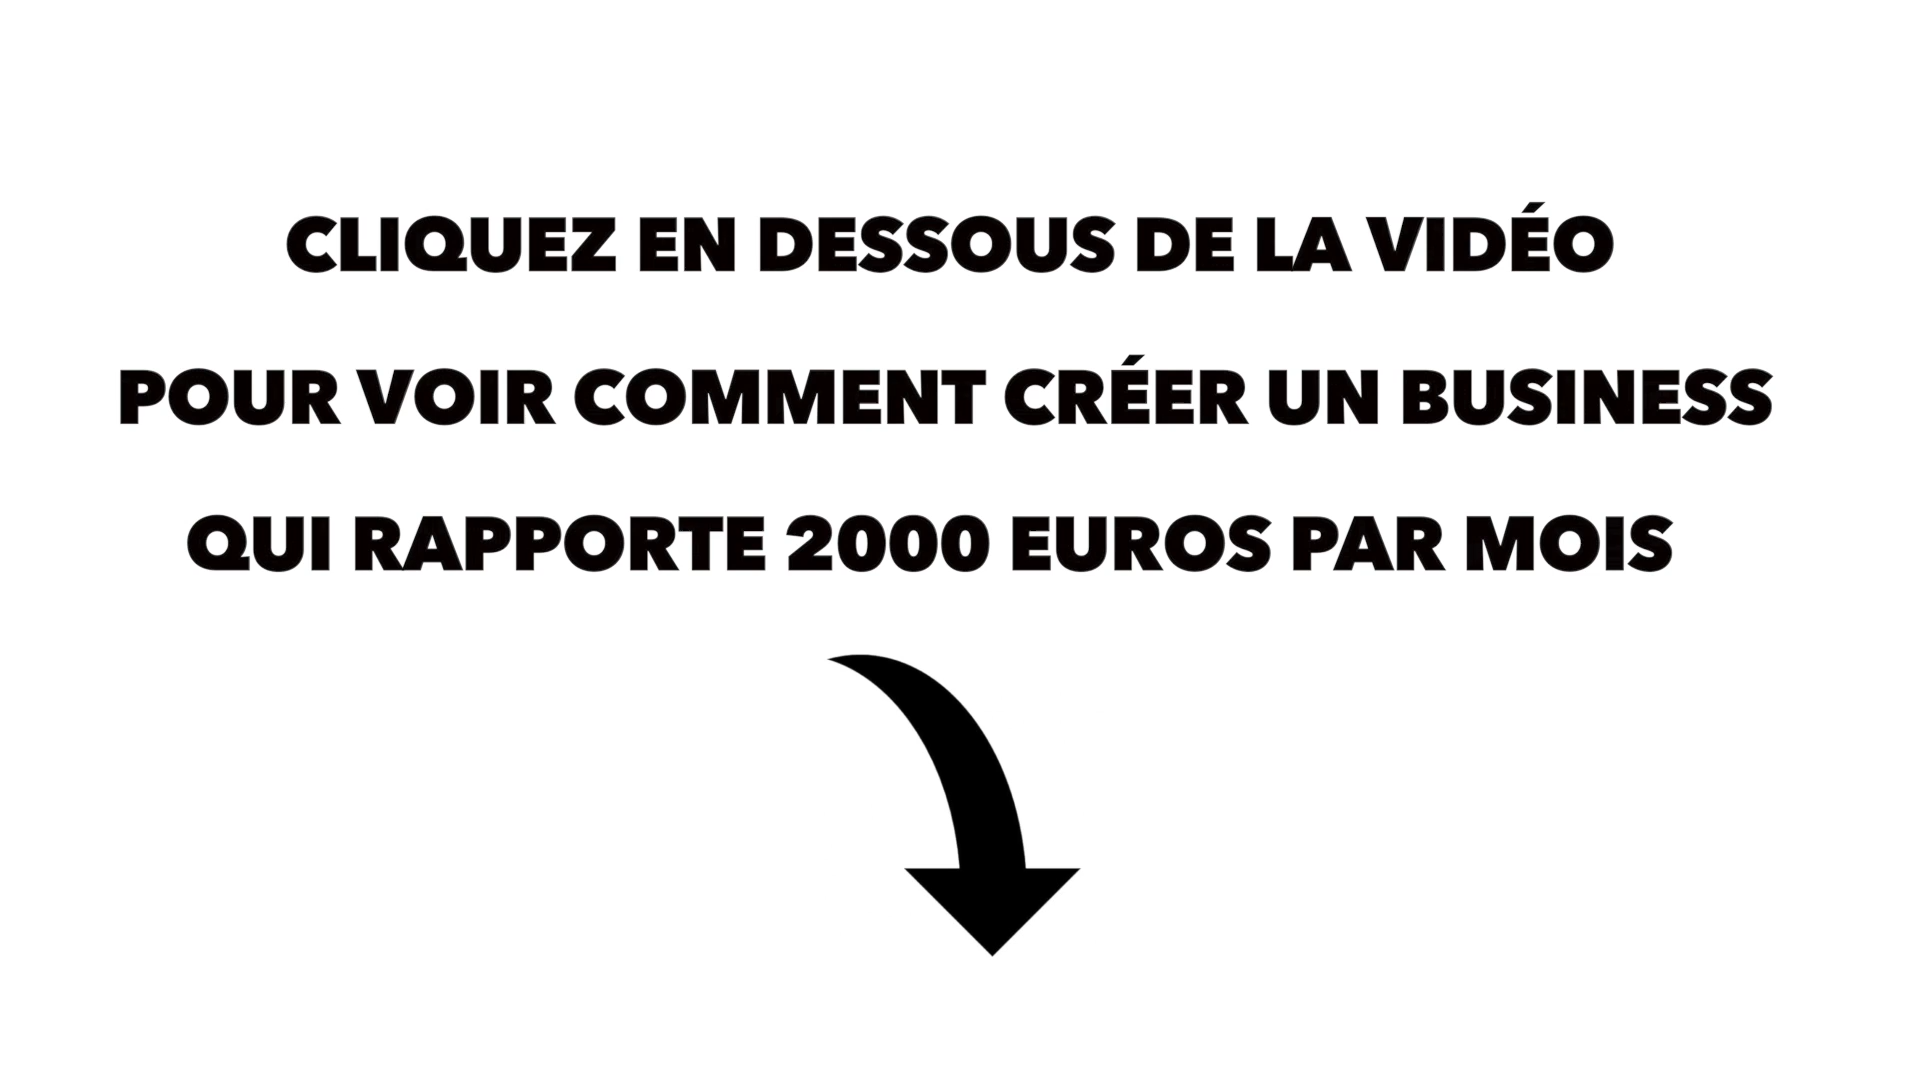 CLIQUEZ EN DESSOUS DE LA VIDÉO
POUR VOIR COMMENT CRÉER UN BUSINESS
QUI RAPPORTE 2000 EUROS PAR MOIS